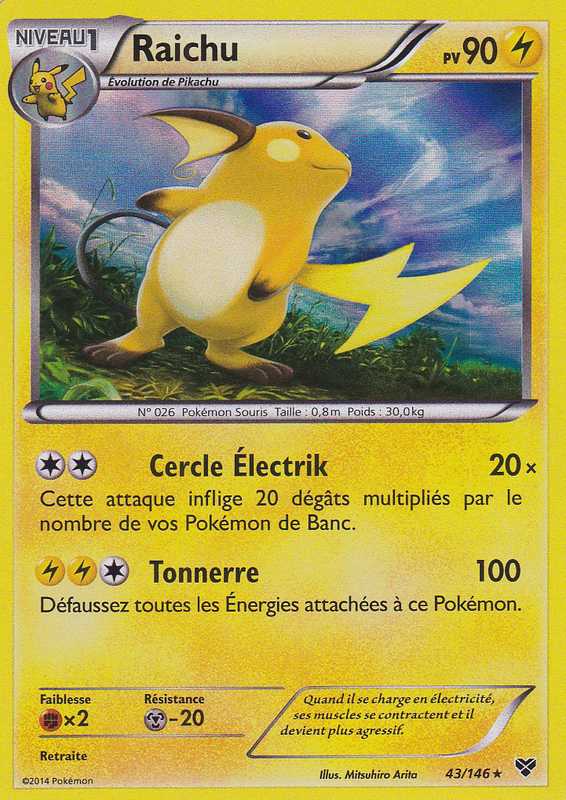 NIVEAU 1
Raichu
PV 90
Évolution de Pikachu
N° 026 Pokémon Souris Taille : 0,8m Poids : 30,0kg
Cercle Électrik 20×
Cette attaque inflige 20 dégâts multipliés par le
nombre de vos Pokémon de Banc.
Tonnerre 100
Défaussez toutes les Énergies attachées à ce Pokémon.
Faiblesse Résistance
×2 -20
Retraite
Quand il se charge en électricité,
ses muscles se contractent et il
devient plus agressif.
©2014 Pokémon
Illus. Mitsuhiro Arita
43/146 ★